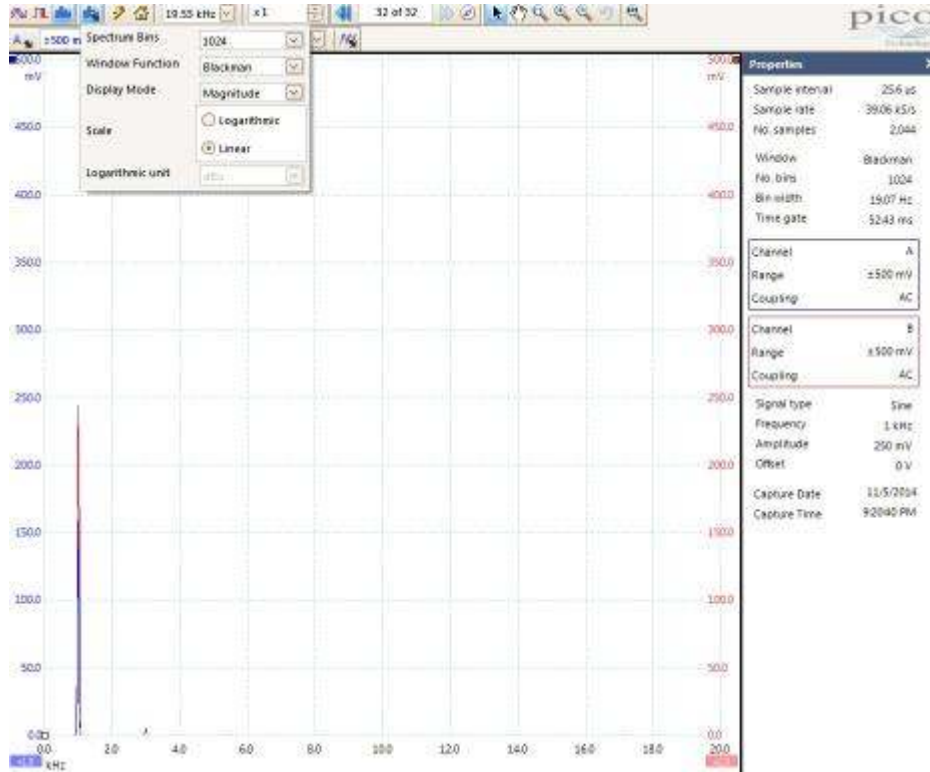 19.53 kHz x1 32 of 32
pico
A ±500 m
Spectrum Bins 1024
Window Function Blackman
Display Mode Magnitude
Scale
Logarithmic
Linear
Logarithmic unit
500.0 500.0
mV mV
450.0 450.0
400.0 400.0
350.0 350.0
300.0 300.0
250.0 250.0
200.0 200.0
150.0 150.0
100.0 100.0
50.0 50.0
0.0 0.0
0.0 2.0 4.0 6.0 8.0 10.0 12.0 14.0 16.0 18.0 20.0
x1.0 kHz x1.0
Properties
Sample interval 25.6 µs
Sample rate 39.06 kS/s
No. samples 2,044
Window Blackman
No. bins 1024
Bin width 19.07 Hz
Time gate 52.43 ms
Channel A
Range ±500 mV
Coupling AC
Channel B
Range ±500 mV
Coupling AC
Signal type Sine
Frequency 1 kHz
Amplitude 250 mV
Offset 0 V
Capture Date 11/5/2014
Capture Time 9:20:40 PM